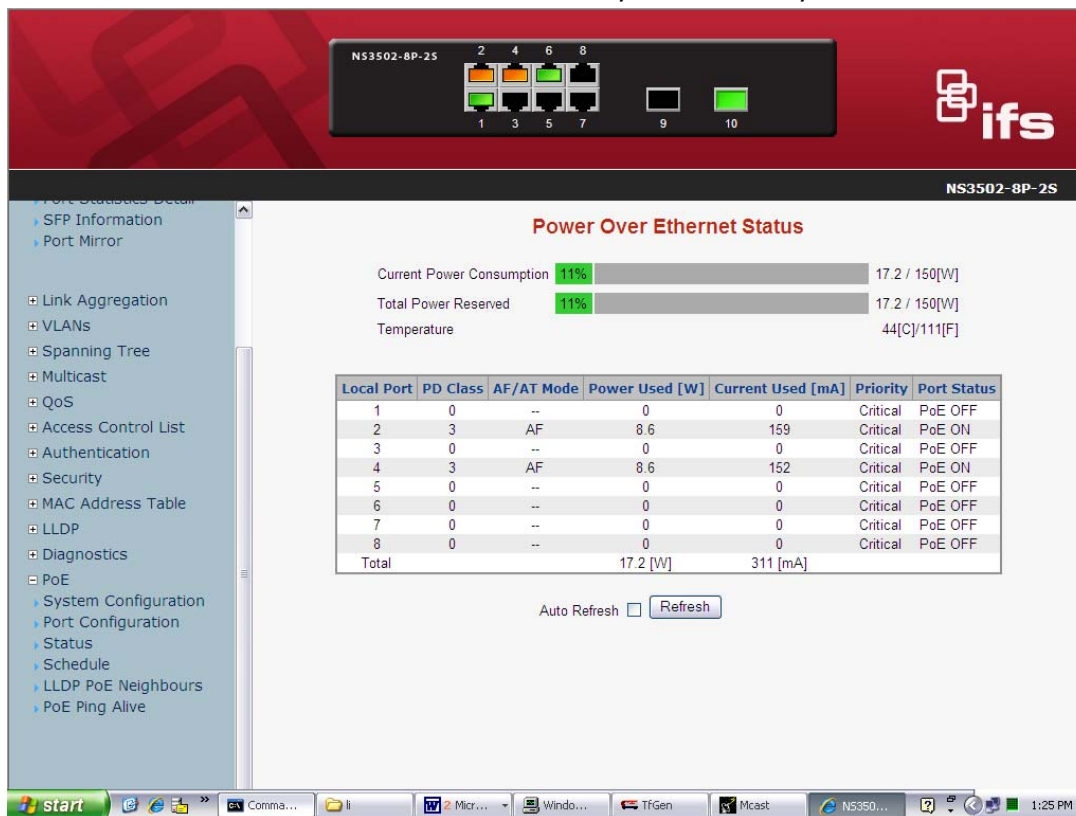 NS3502-8P-2S
2 4 6 8
1 3 5 7 9 10
ifs
NS3502-8P-2S
Port Statistics Detail
SFP Information
Port Mirror
Link Aggregation
VLANs
Spanning Tree
Multicast
QoS
Access Control List
Authentication
Security
MAC Address Table
LLDP
Diagnostics
PoE
System Configuration
Port Configuration
Status
Schedule
LLDP PoE Neighbours
PoE Ping Alive
Power Over Ethernet Status
Current Power Consumption 11% 17.2 / 150[W]
Total Power Reserved 11% 17.2 / 150[W]
Temperature 44[C]/111[F]
Local Port PD Class AF/AT Mode Power Used [W] Current Used [mA] Priority Port Status
1 0 -- 0 0 Critical PoE OFF
2 3 AF 8.6 159 Critical PoE ON
3 0 -- 0 0 Critical PoE OFF
4 3 AF 8.6 152 Critical PoE ON
5 0 -- 0 0 Critical PoE OFF
6 0 -- 0 0 Critical PoE OFF
7 0 -- 0 0 Critical PoE OFF
8 0 -- 0 0 Critical PoE OFF
Total 17.2 [W] 311 [mA]
Auto Refresh Refresh
start » Comma... li 2 Micr... Windo... TfGen Mcast NS350... 1:25 PM